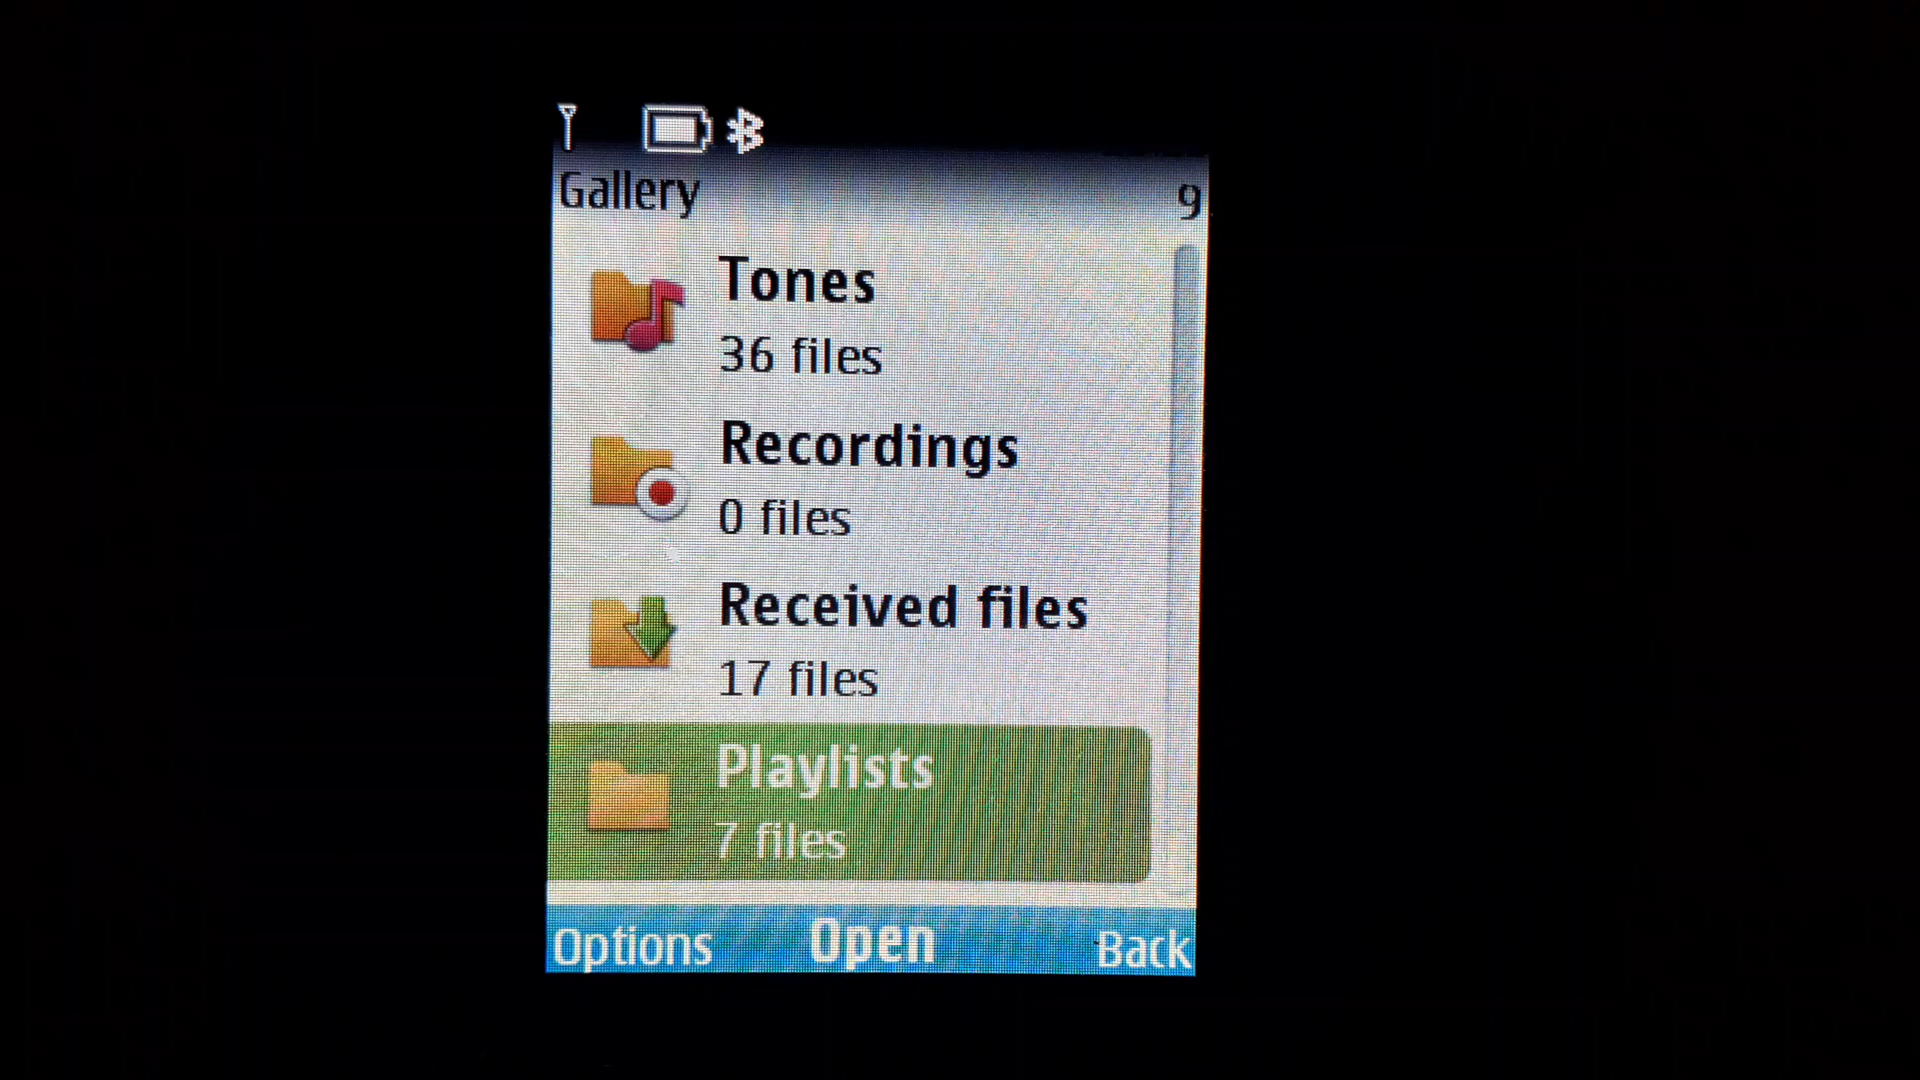 Gallery 9
Tones
36 files
Recordings
0 files
Received files
17 files
Playlists
7 files
Options Open Back